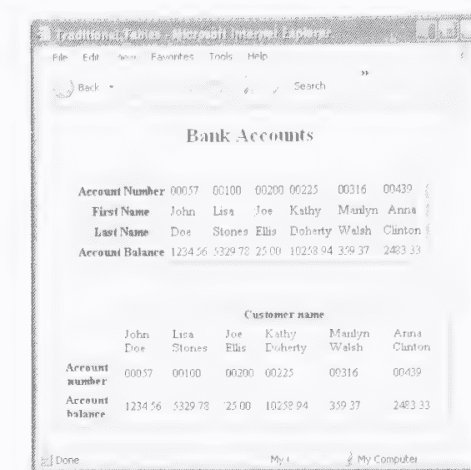 Traditional Tables - Microsoft Internet Explorer
File Edit View Favorites Tools Help
Back Search »
Bank Accounts
Account Number 00057 00100 00200 00225 00316 00439
First Name John Lisa Joe Kathy Marilyn Anna
Last Name Doe Stones Ellis Doherty Walsh Clinton
Account Balance 1234.56 5329.78 25.00 10258.94 359.37 2483.33
Customer name
John Lisa Joe Kathy Marilyn Anna
Doe Stones Ellis Doherty Walsh Clinton
Account
number 00057 00100 00200 00225 00316 00439
Account
balance 1234.56 5329.78 25.00 10258.94 359.37 2483.33
Done My Computer